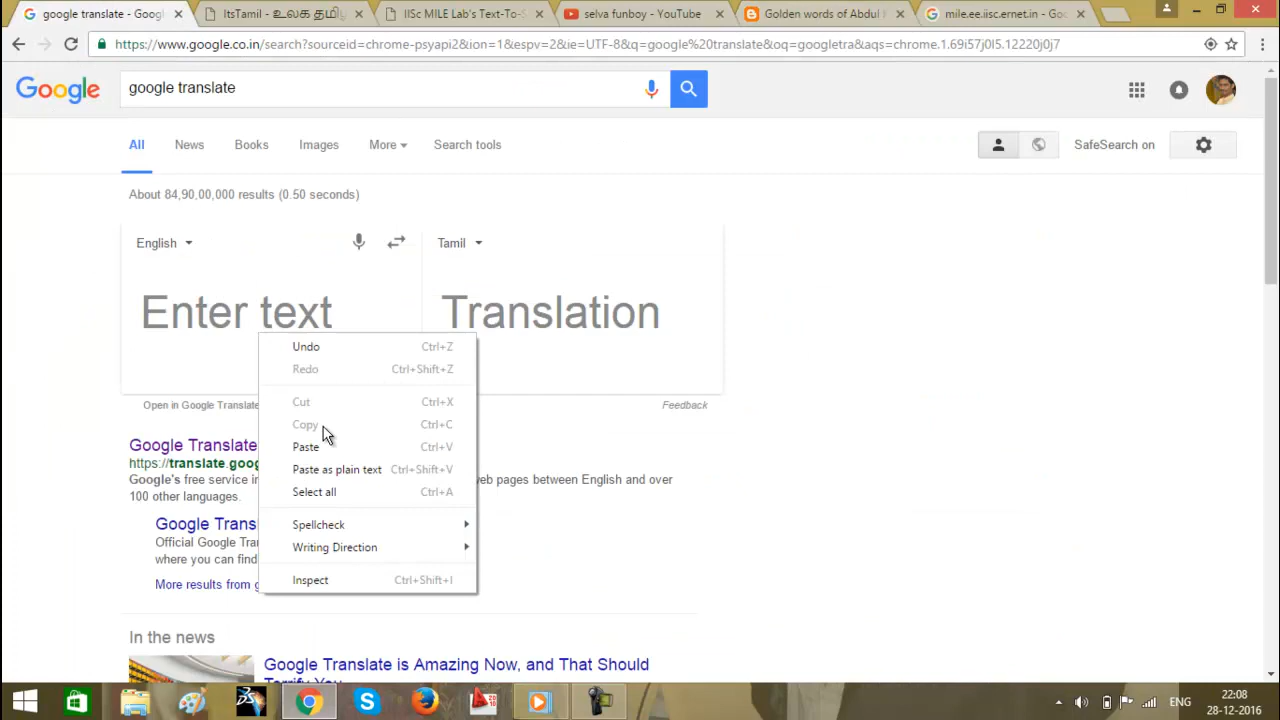 google translate - Goog
ItsTamil - உலகத் தமி
IISc MILE Lab's Text-To-S
selva funboy - YouTube
Golden words of Abdul
mile.ee.iisc.ernet.in - Goo
https://www.google.co.in/search?sourceid=chrome-psyapi2&ion=1&espv=2&ie=UTF-8&q=google%20translate&oq=googletra&aqs=chrome.1.69i57j0l5.12220j0j7
Google
google translate
All News Books Images More Search tools SafeSearch on
About 84,90,00,000 results (0.50 seconds)
English Tamil
Enter text Translation
Undo Ctrl+Z
Redo Ctrl+Shift+Z
Cut Ctrl+X
Copy Ctrl+C
Paste Ctrl+V
Paste as plain text Ctrl+Shift+V
Select all Ctrl+A
Spellcheck
Writing Direction
Inspect Ctrl+Shift+I
Open in Google Translate Feedback
Google Translate
https://translate.goog
Google's free service in web pages between English and over
100 other languages.
Google Trans
Official Google Tra
where you can find
More results from g
In the news
Google Translate is Amazing Now, and That Should
Terrify You
ENG
22:08
28-12-2016